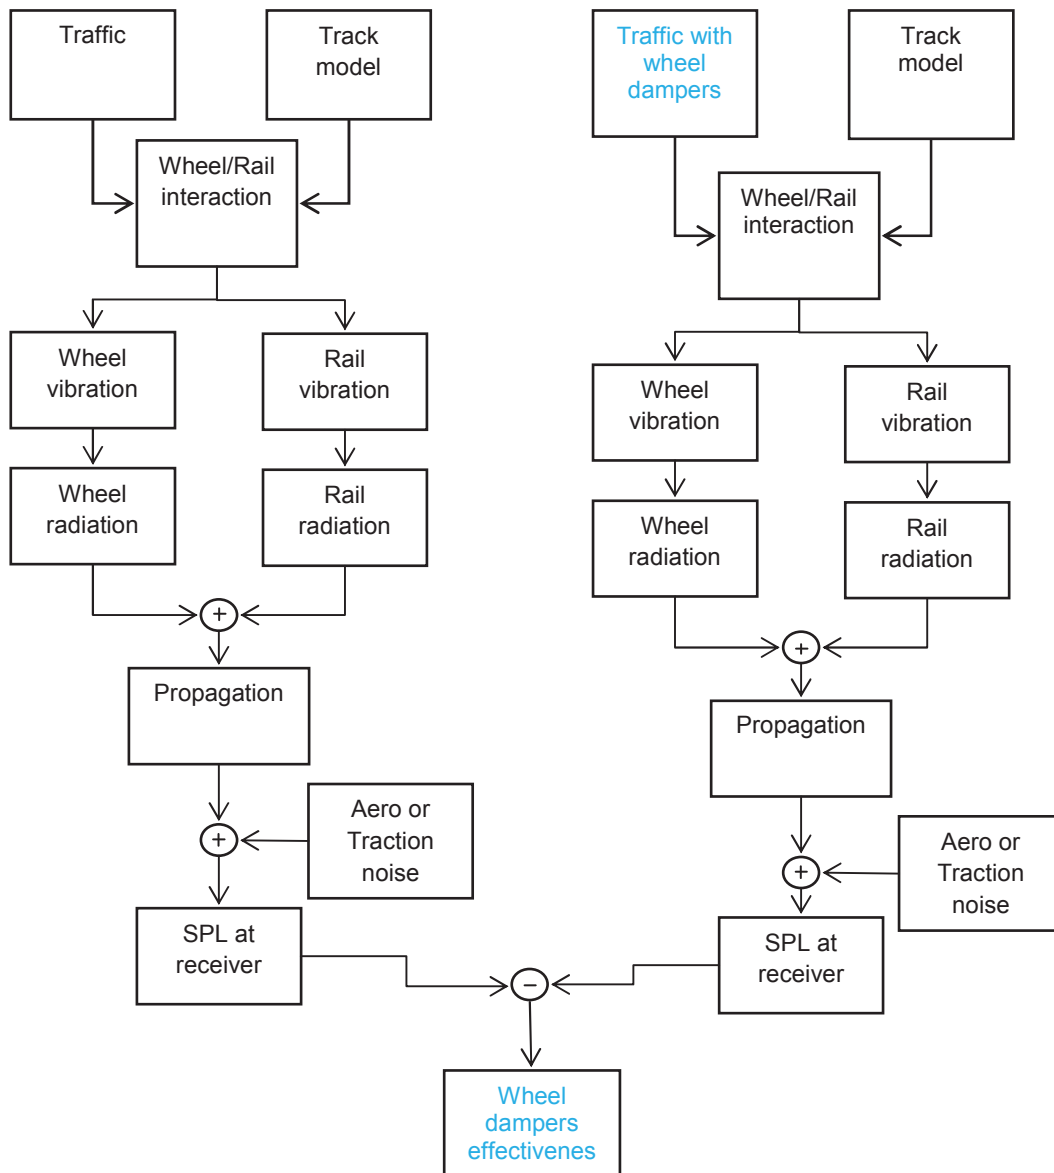 Traffic
Track
model
Wheel/Rail
interaction
Wheel
vibration
Rail
vibration
Wheel
radiation
Rail
radiation
+
Propagation
+
Aero or
Traction
noise
SPL at
receiver
Traffic with
wheel
dampers
Track
model
Wheel/Rail
interaction
Wheel
vibration
Rail
vibration
Wheel
radiation
Rail
radiation
+
Propagation
+
Aero or
Traction
noise
SPL at
receiver
−
Wheel
dampers
effectivenes